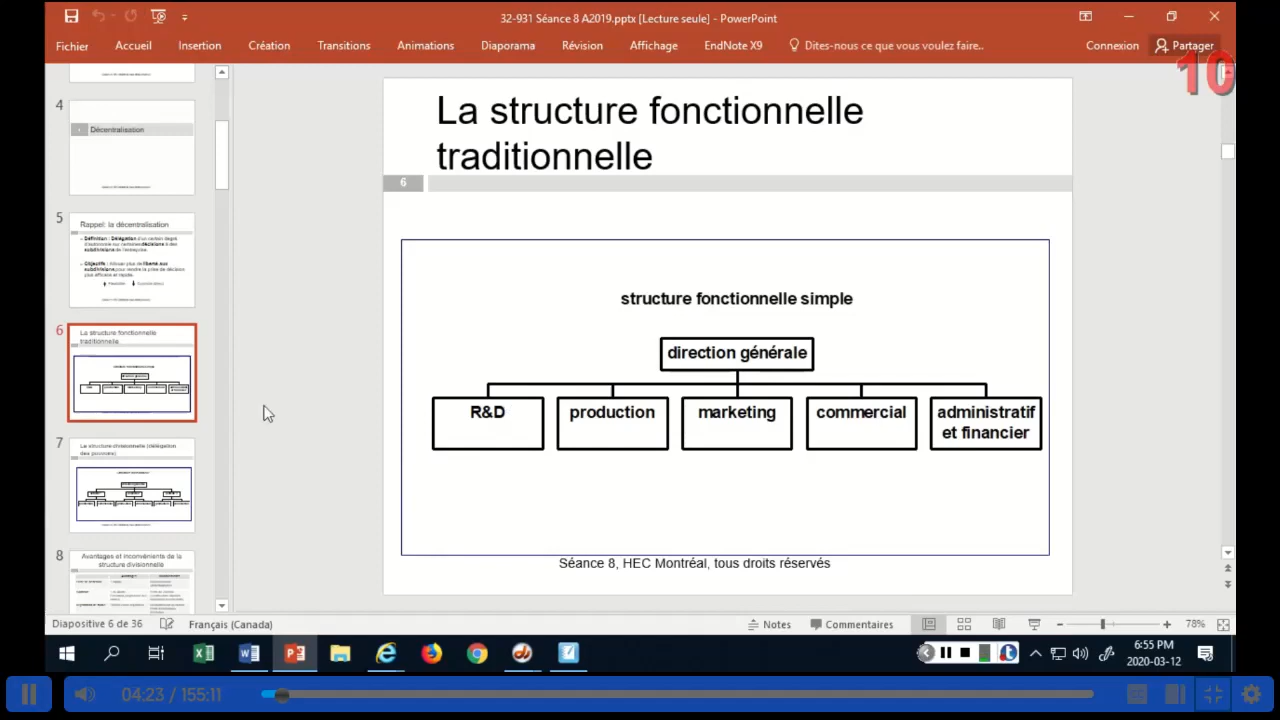 32-931 Séance 8 A2019.pptx [Lecture seule] - PowerPoint
Fichier Accueil Insertion Création Transitions Animations Diaporama Révision Affichage EndNote X9 Dites-nous ce que vous voulez faire.. Connexion Partager
10
4
Décentralisation
5
Rappel: la décentralisation
6
La structure fonctionnelle
traditionnelle
7
La structure divisionnelle (délégation
des pouvoirs)
8
Avantages et inconvénients de la
structure divisionnelle
La structure fonctionnelle
traditionnelle
6
structure fonctionnelle simple
direction générale
R&D
production
marketing
commercial
administratif
et financier
Séance 8, HEC Montréal, tous droits réservés
Diapositive 6 de 36 Français (Canada) Notes Commentaires 78%
6:55 PM
2020-03-12
04:23 / 155:11